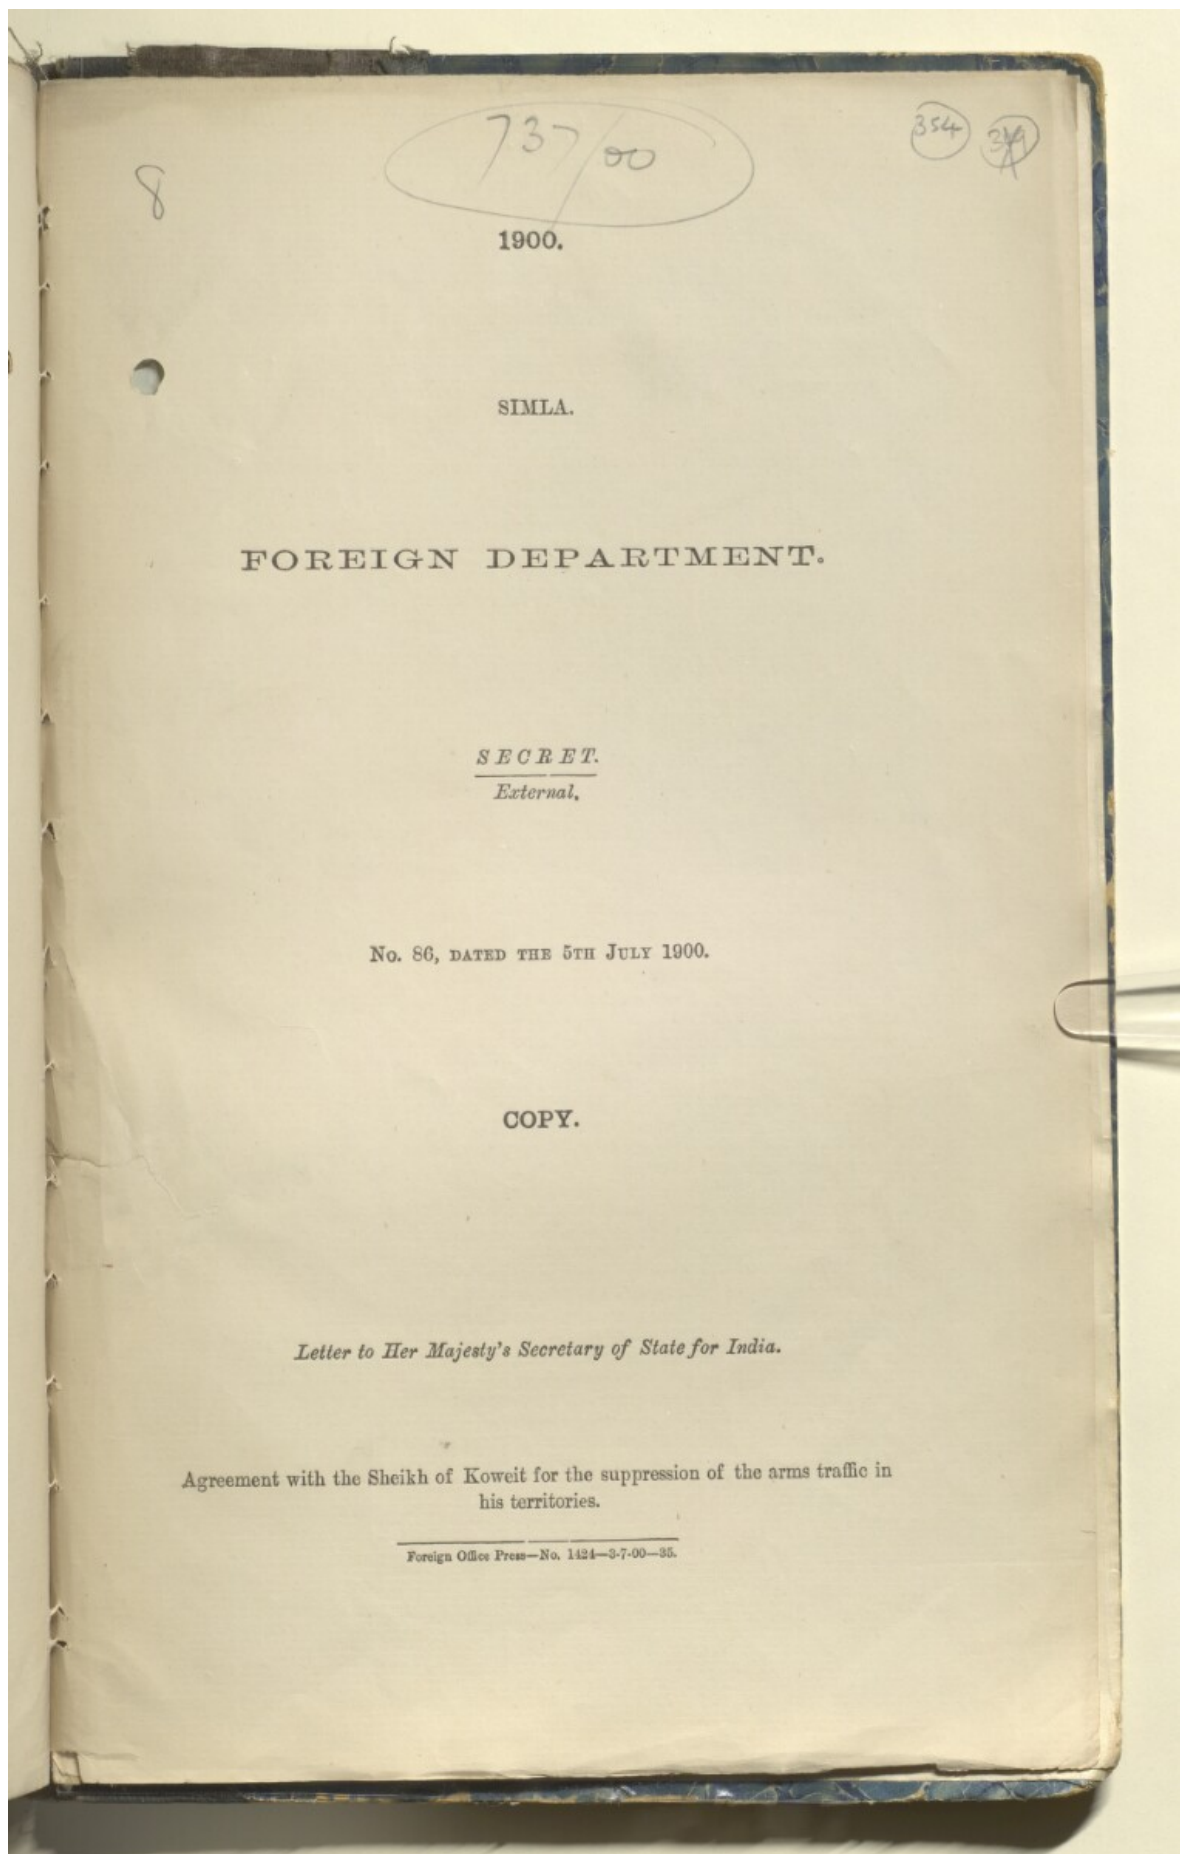 737/00
354
8
1900.
SIMLA.
FOREIGN DEPARTMENT.
SECRET.
External.
No. 86, DATED THE 5TH JULY 1900.
COPY.
Letter to Her Majesty's Secretary of State for India.
Agreement with the Sheikh of Koweit for the suppression of the arms traffic in
his territories.
Foreign Office Press—No. 1424—3-7-00—35.